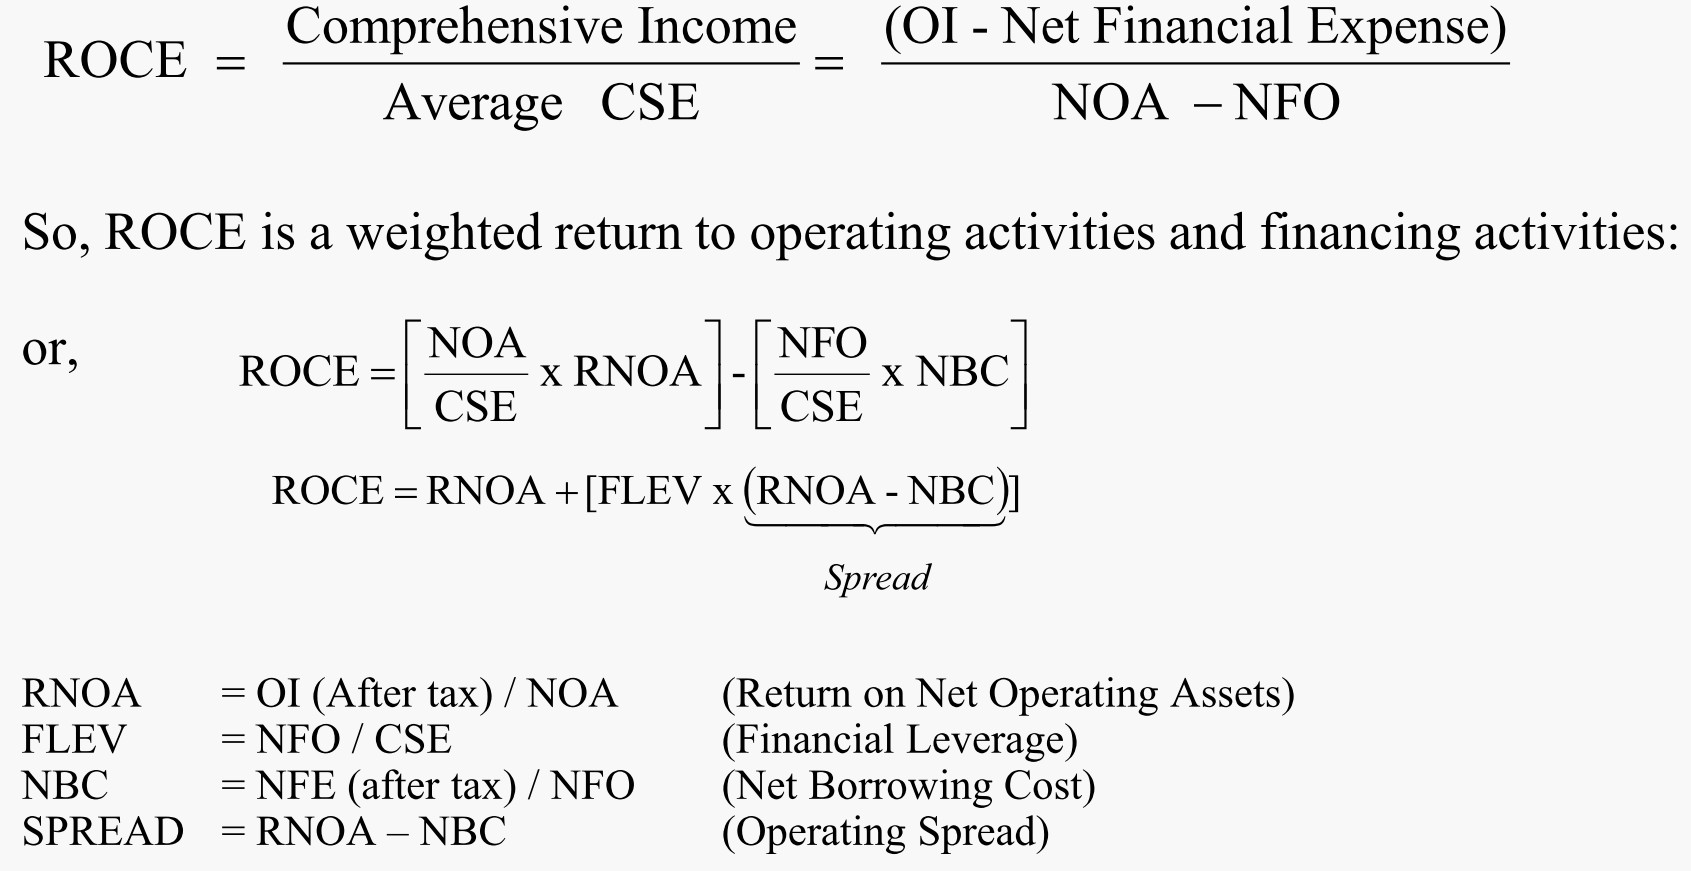 ROCE = Comprehensive Income / Average CSE = (OI - Net Financial Expense) / NOA – NFO
So, ROCE is a weighted return to operating activities and financing activities:
or, ROCE = [ NOA / CSE x RNOA ] - [ NFO / CSE x NBC ]
ROCE = RNOA + [FLEV x (RNOA - NBC)]
Spread
RNOA = OI (After tax) / NOA (Return on Net Operating Assets)
FLEV = NFO / CSE (Financial Leverage)
NBC = NFE (after tax) / NFO (Net Borrowing Cost)
SPREAD = RNOA – NBC (Operating Spread)